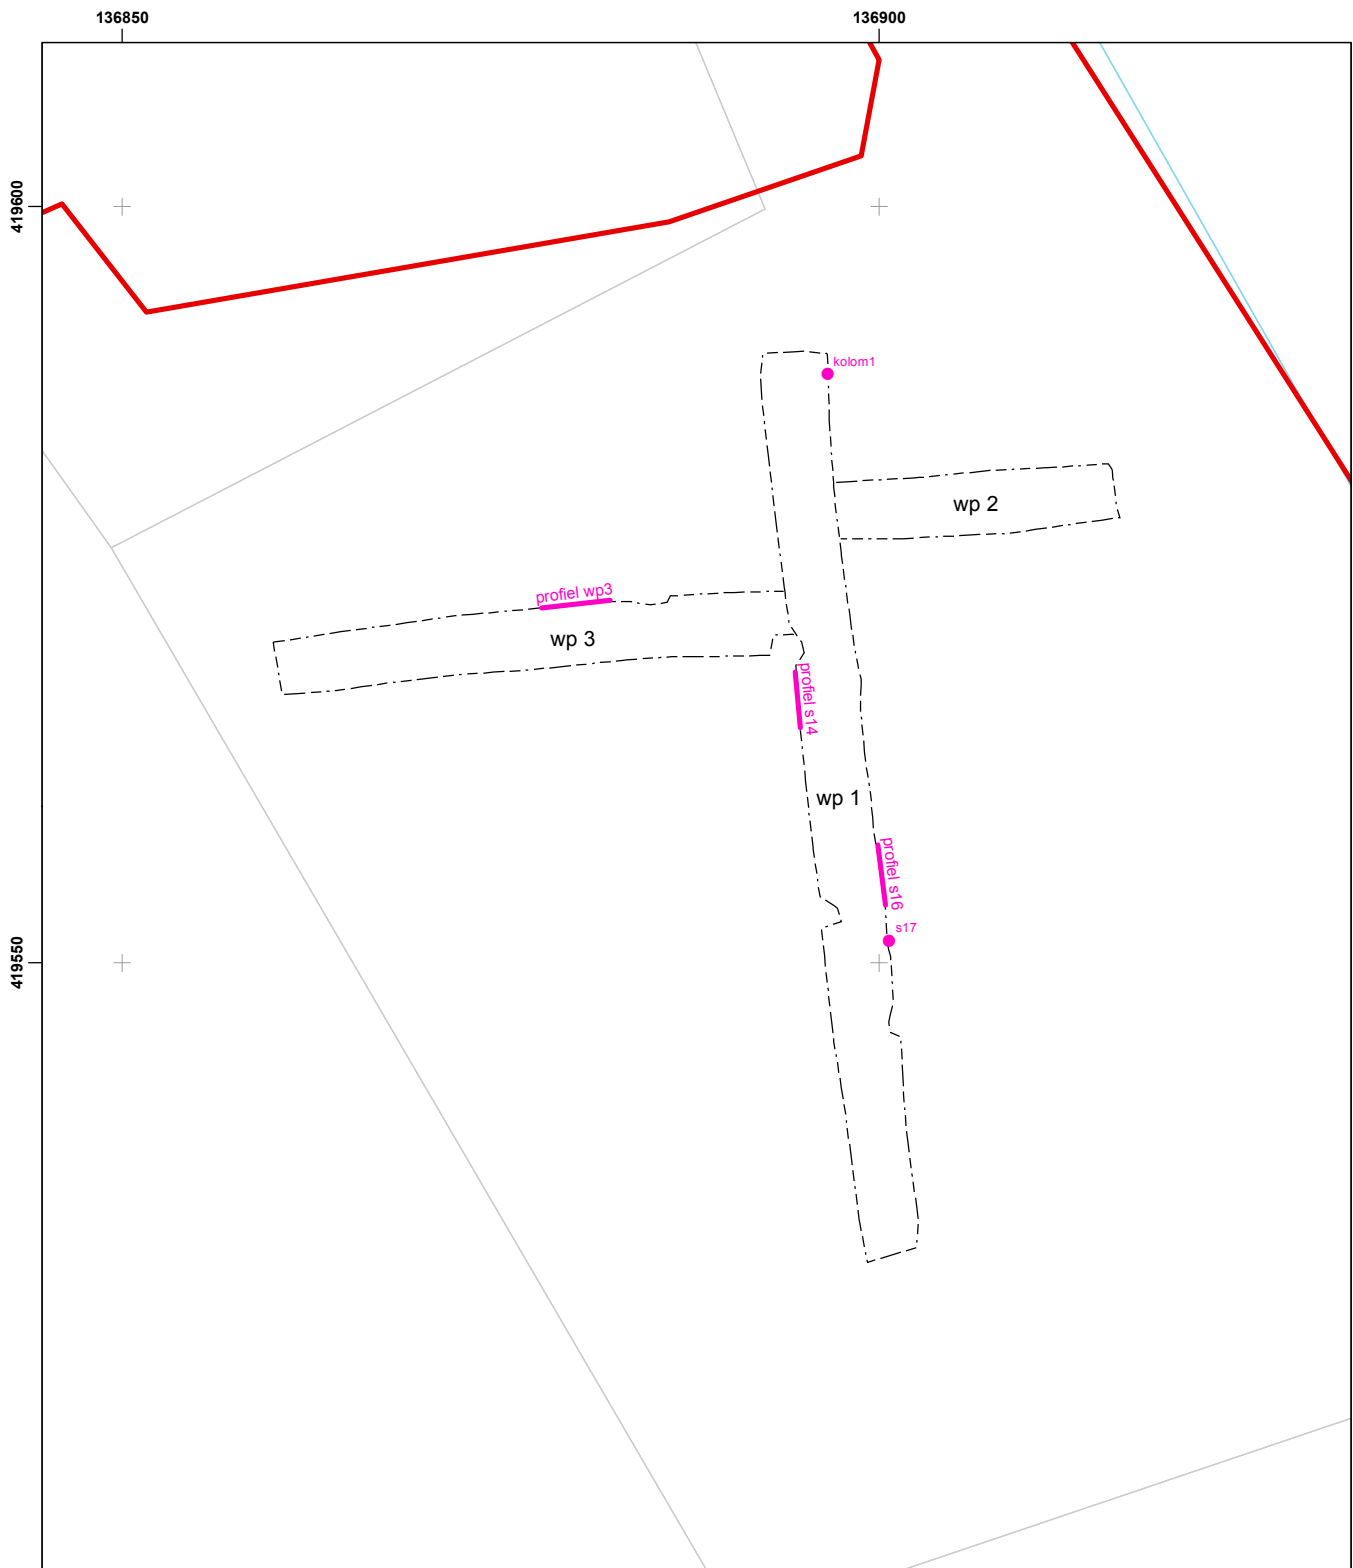 136850
136900
419600
kolom1
wp 2
profiel wp3
wp 3
profiel s14
wp 1
profiel s16
s17
419550